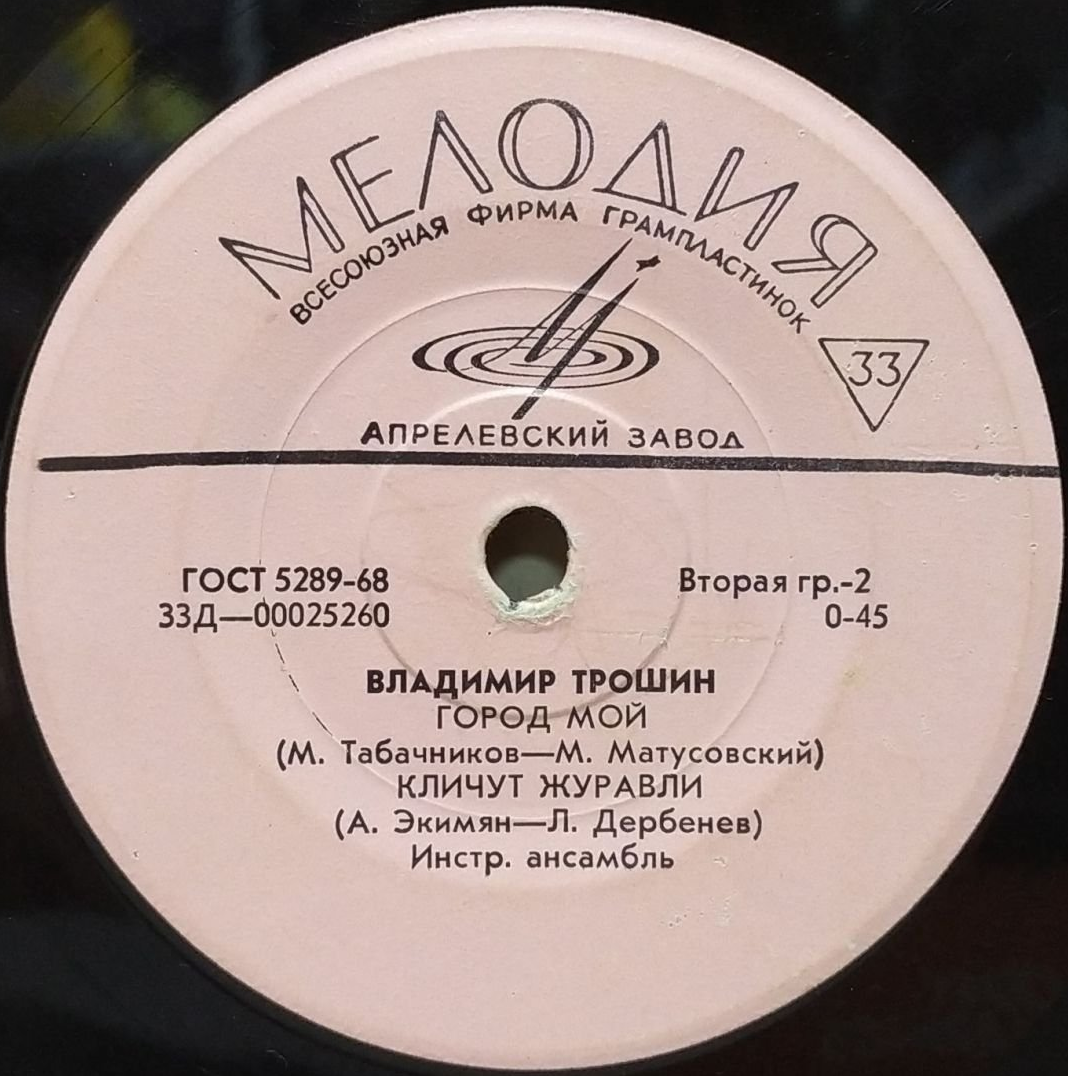 МЕЛОДИЯ
ВСЕСОЮЗНАЯ ФИРМА ГРАМПЛАСТИНОК
33
АПРЕЛЕВСКИЙ ЗАВОД
ГОСТ 5289-68
Вторая гр.-2
33Д—00025260
0-45
ВЛАДИМИР ТРОШИН
ГОРОД МОЙ
(М. Табачников—М. Матусовский)
КЛИЧУТ ЖУРАВЛИ
(А. Экимян—Л. Дербенев)
Инстр. ансамбль